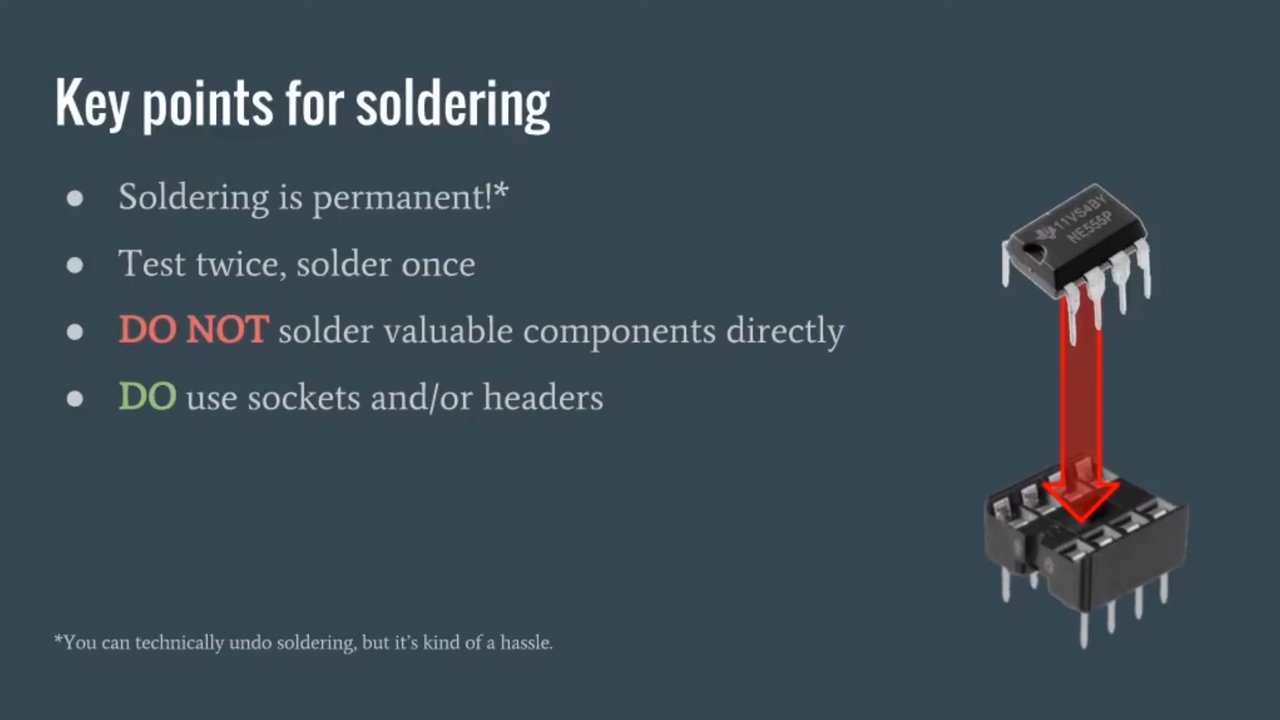 Key points for soldering
● Soldering is permanent!*
● Test twice, solder once
● DO NOT solder valuable components directly
● DO use sockets and/or headers
11VS4BY
NE555P
*You can technically undo soldering, but it’s kind of a hassle.